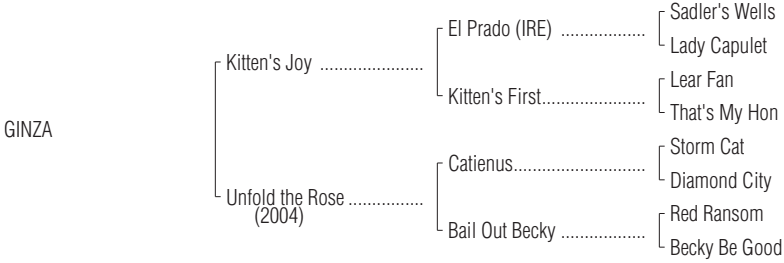 Sadler's Wells
El Prado (IRE) ..................
Lady Capulet
Kitten's Joy ......................
Lear Fan
Kitten's First......................
That's My Hon
GINZA
Storm Cat
Catienus............................
Diamond City
Unfold the Rose ................
(2004)
Red Ransom
Bail Out Becky ..................
Becky Be Good